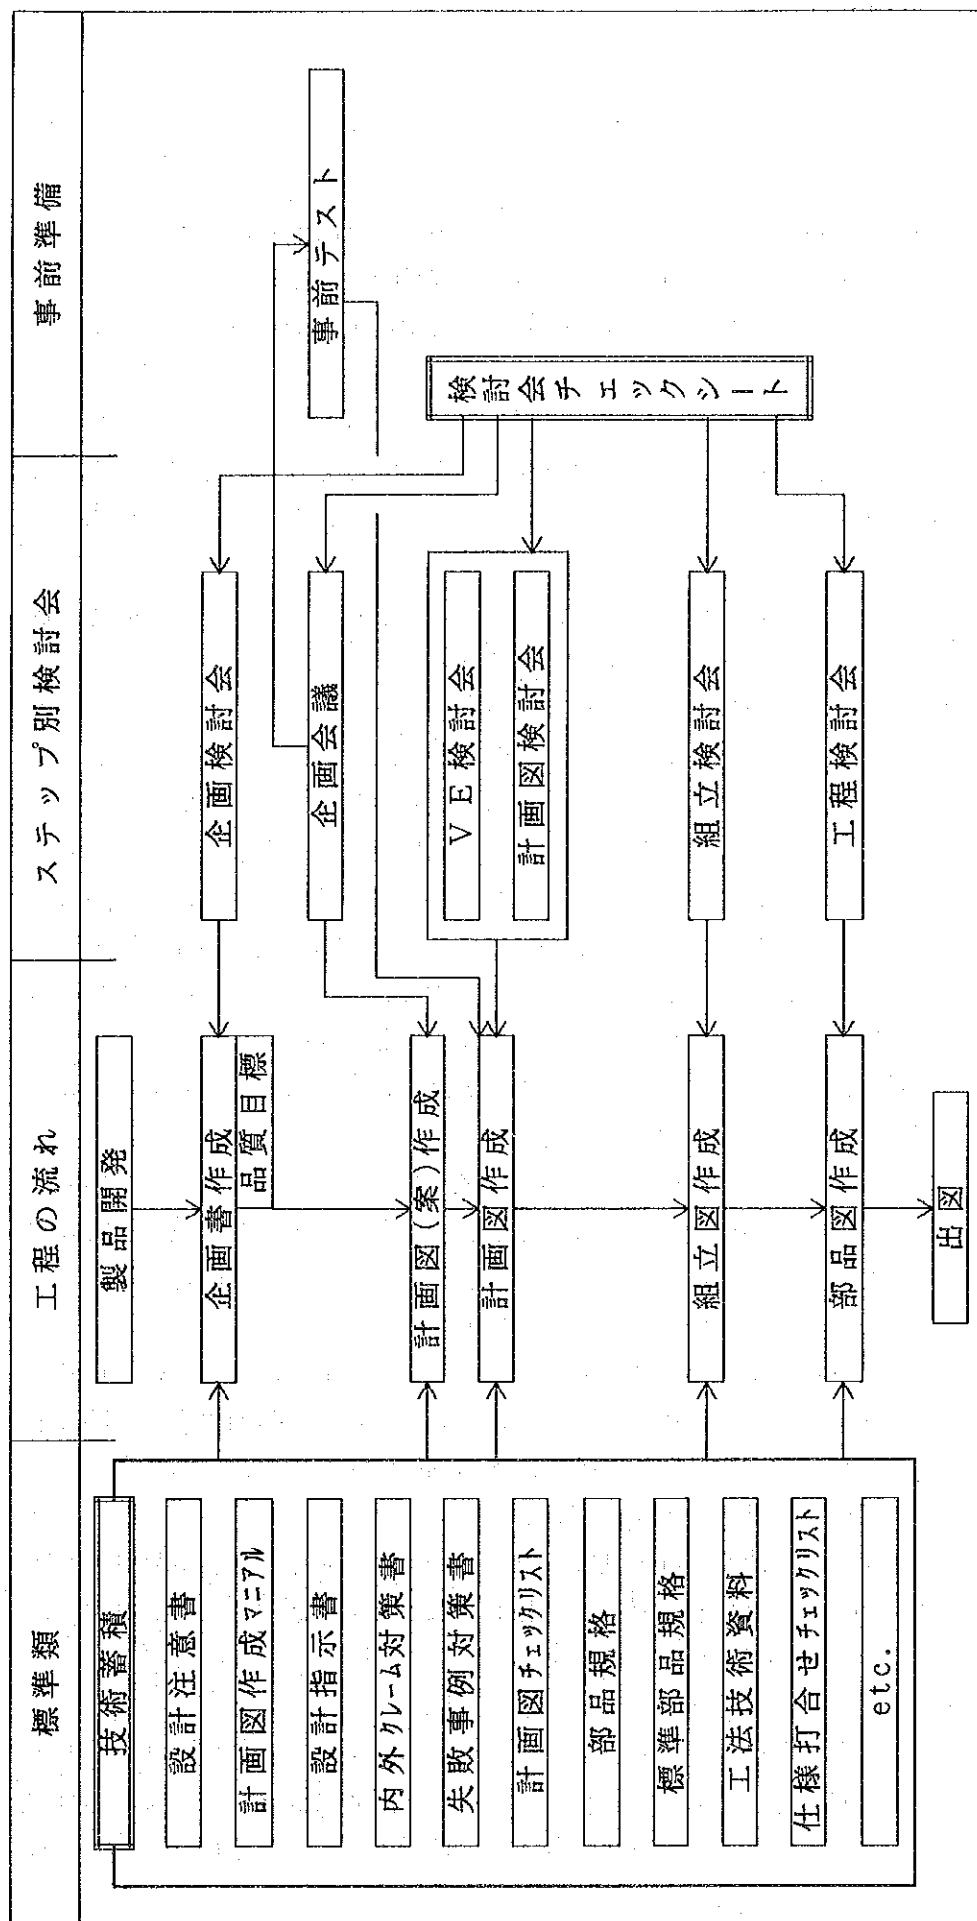 標準類
工程の流れ
ステップ別検討会
事前準備
技術蓄積
設計注意書
計画図作成マニアル
設計指示書
内外クレーム対策書
失敗事例対策書
計画図チェックリスト
部品規格
標準部品規格
工法技術資料
仕様打合せチェックリスト
etc.
製品開発
企画書作成
品質目標
計画図(案)作成
計画図作成
組立図作成
部品図作成
出図
企画検討会
企画会議
VE検討会
計画図検討会
組立検討会
工程検討会
事前テスト
検討会チェックシート